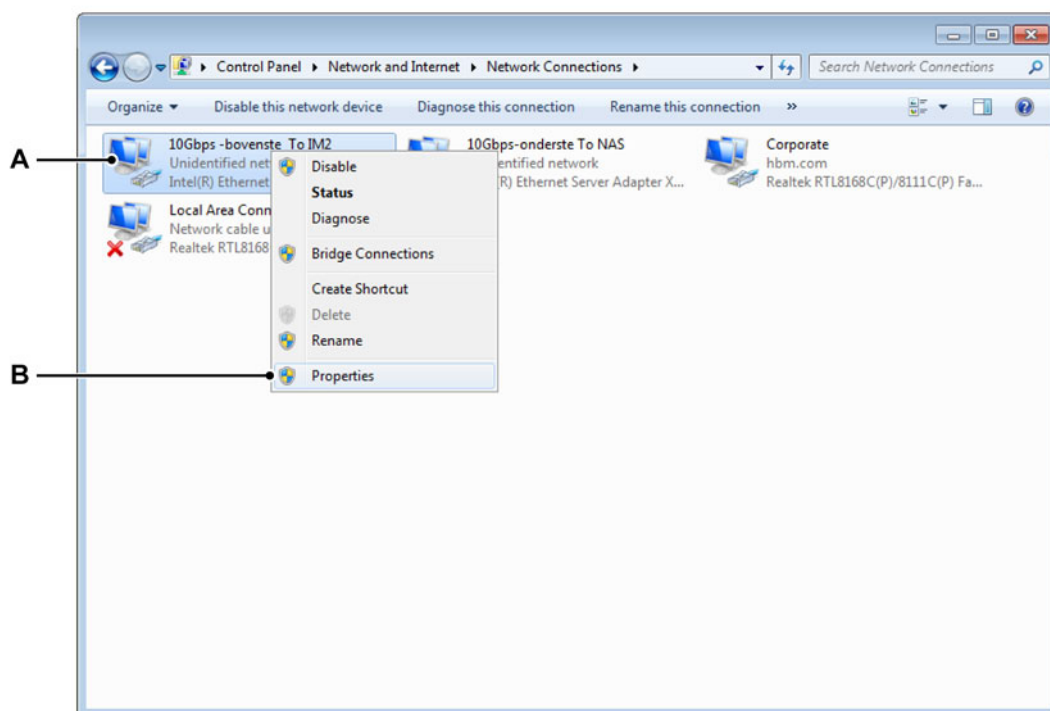 Control Panel Network and Internet Network Connections Search Network Connections
Organize Disable this network device Diagnose this connection Rename this connection »
A
10Gbps -bovenste To IM2
Unidentified net
Intel(R) Ethernet
10Gbps-onderste To NAS
entified network
R) Ethernet Server Adapter X...
Corporate
hbm.com
Realtek RTL8168C(P)/8111C(P) Fa...
Local Area Conn
Network cable u
Realtek RTL8168
Disable
Status
Diagnose
Bridge Connections
Create Shortcut
Delete
Rename
B
Properties